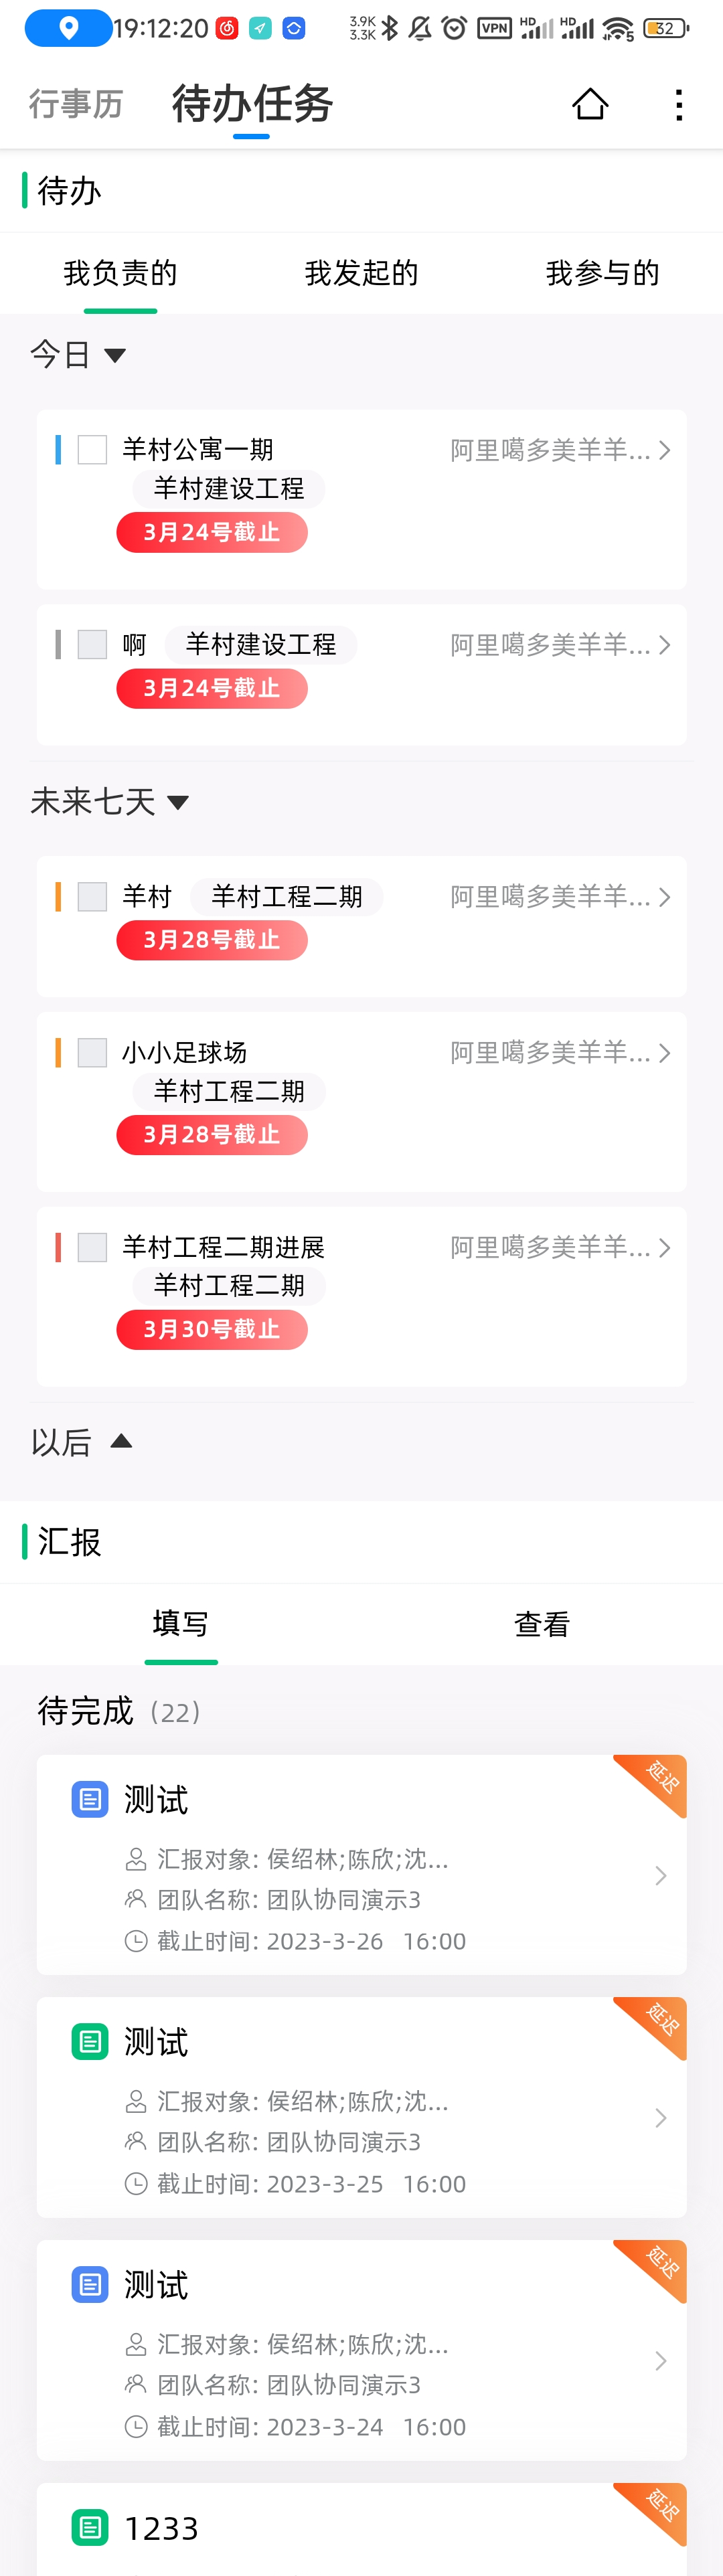 19:12:20 3.9K 3.3K VPN HD HD 5 32
行事历 待办任务
待办
我负责的 我发起的 我参与的
今日
羊村公寓一期 阿里噶多美羊羊...
羊村建设工程
3月24号截止
啊 羊村建设工程 阿里噶多美羊羊...
3月24号截止
未来七天
羊村 羊村工程二期 阿里噶多美羊羊...
3月28号截止
小小足球场 阿里噶多美羊羊...
羊村工程二期
3月28号截止
羊村工程二期进展 阿里噶多美羊羊...
羊村工程二期
3月30号截止
以后
汇报
填写 查看
待完成 (22)
延迟
测试
汇报对象: 侯绍林;陈欣;沈...
团队名称: 团队协同演示3
截止时间: 2023-3-26 16:00
延迟
测试
汇报对象: 侯绍林;陈欣;沈...
团队名称: 团队协同演示3
截止时间: 2023-3-25 16:00
延迟
测试
汇报对象: 侯绍林;陈欣;沈...
团队名称: 团队协同演示3
截止时间: 2023-3-24 16:00
延迟
1233